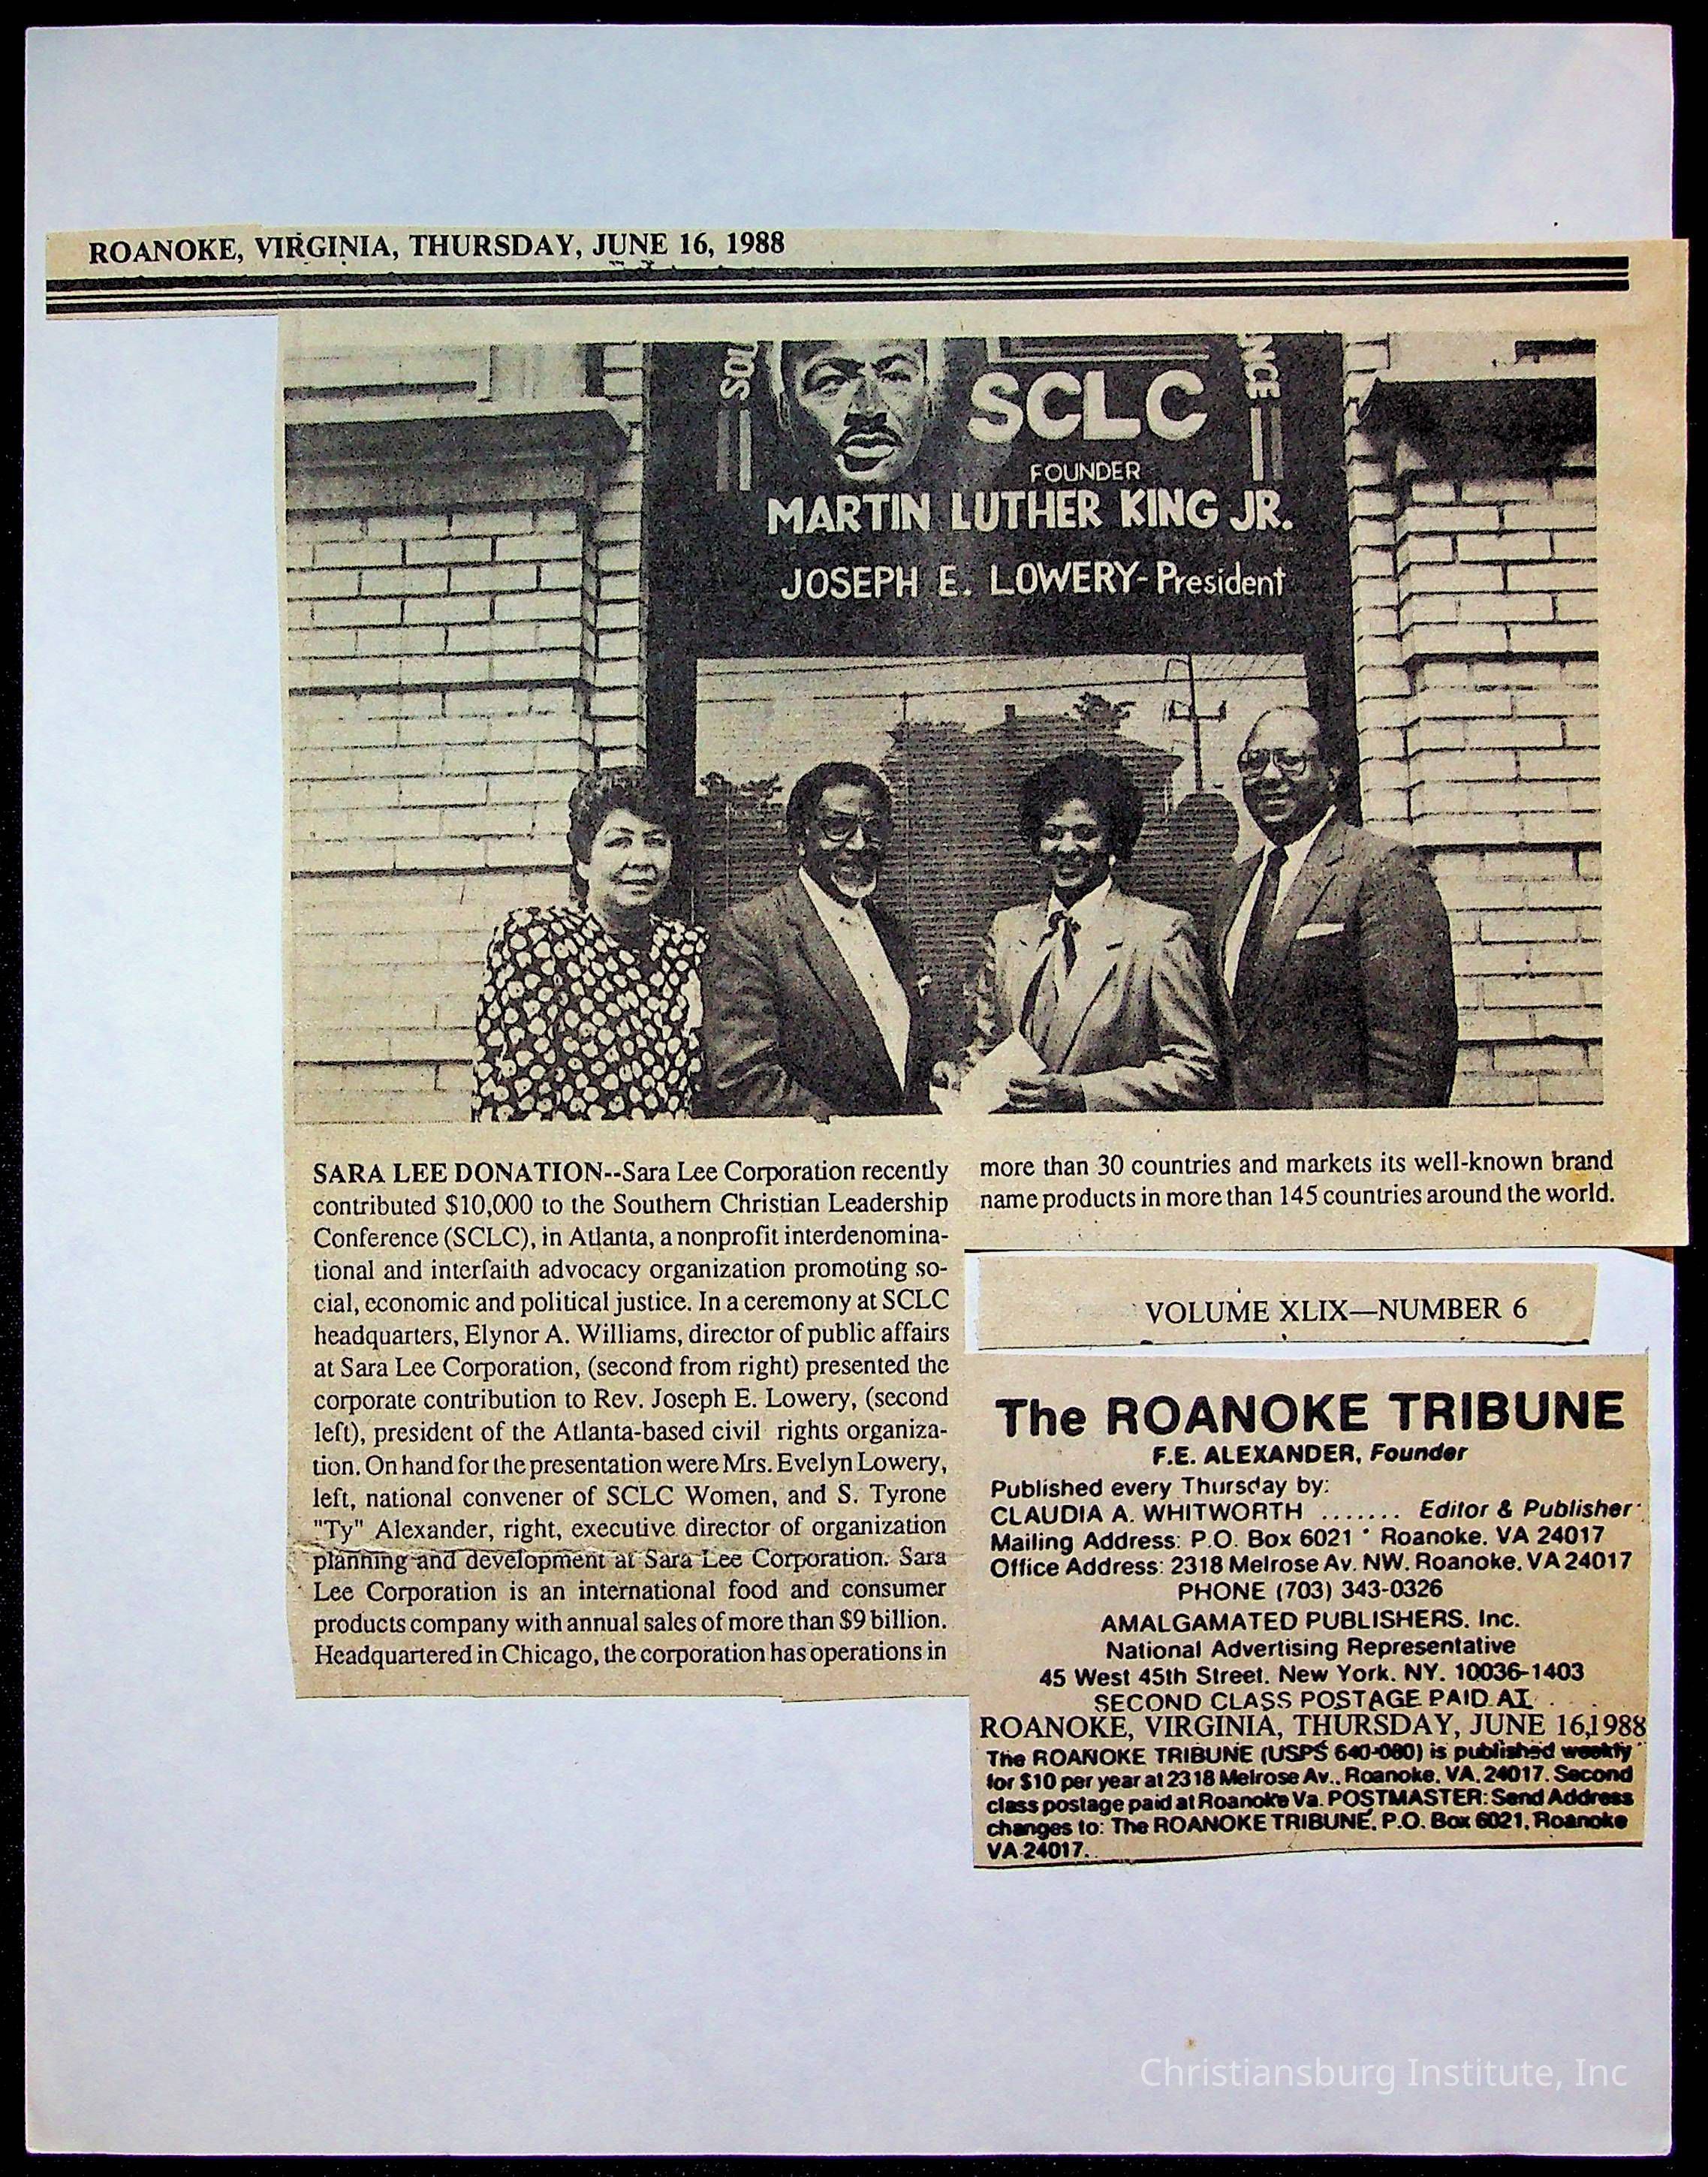 ROANOKE, VIRGINIA, THURSDAY, JUNE 16, 1988
SOU
NCE
SCLC
FOUNDER
MARTIN LUTHER KING JR.
JOSEPH E. LOWERY-President
SARA LEE DONATION--Sara Lee Corporation recently
contributed $10,000 to the Southern Christian Leadership
Conference (SCLC), in Atlanta, a nonprofit interdenomina-
tional and interfaith advocacy organization promoting so-
cial, economic and political justice. In a ceremony at SCLC
headquarters, Elynor A. Williams, director of public affairs
at Sara Lee Corporation, (second from right) presented the
corporate contribution to Rev. Joseph E. Lowery, (second
left), president of the Atlanta-based civil rights organiza-
tion. On hand for the presentation were Mrs. Evelyn Lowery,
left, national convener of SCLC Women, and S. Tyrone
"Ty" Alexander, right, executive director of organization
planning and development at Sara Lee Corporation. Sara
Lee Corporation is an international food and consumer
products company with annual sales of more than $9 billion.
Headquartered in Chicago, the corporation has operations in
more than 30 countries and markets its well-known brand
name products in more than 145 countries around the world.
VOLUME XLIX—NUMBER 6
The ROANOKE TRIBUNE
F.E. ALEXANDER, Founder
Published every Thursday by:
CLAUDIA A. WHITWORTH ....... Editor & Publisher
Mailing Address: P.O. Box 6021 * Roanoke, VA 24017
Office Address: 2318 Melrose Av. NW. Roanoke, VA 24017
PHONE (703) 343-0326
AMALGAMATED PUBLISHERS, Inc.
National Advertising Representative
45 West 45th Street, New York, NY. 10036-1403
SECOND CLASS POSTAGE PAID AT
ROANOKE, VIRGINIA, THURSDAY, JUNE 16,1988
The ROANOKE TRIBUNE (USPS 640-080) is published weekly
for $10 per year at 2318 Melrose Av., Roanoke, VA, 24017. Second
class postage paid at Roanoke Va. POSTMASTER: Send Address
changes to: The ROANOKE TRIBUNE, P.O. Box 6021, Roanoke
VA 24017.
Christiansburg Institute, Inc